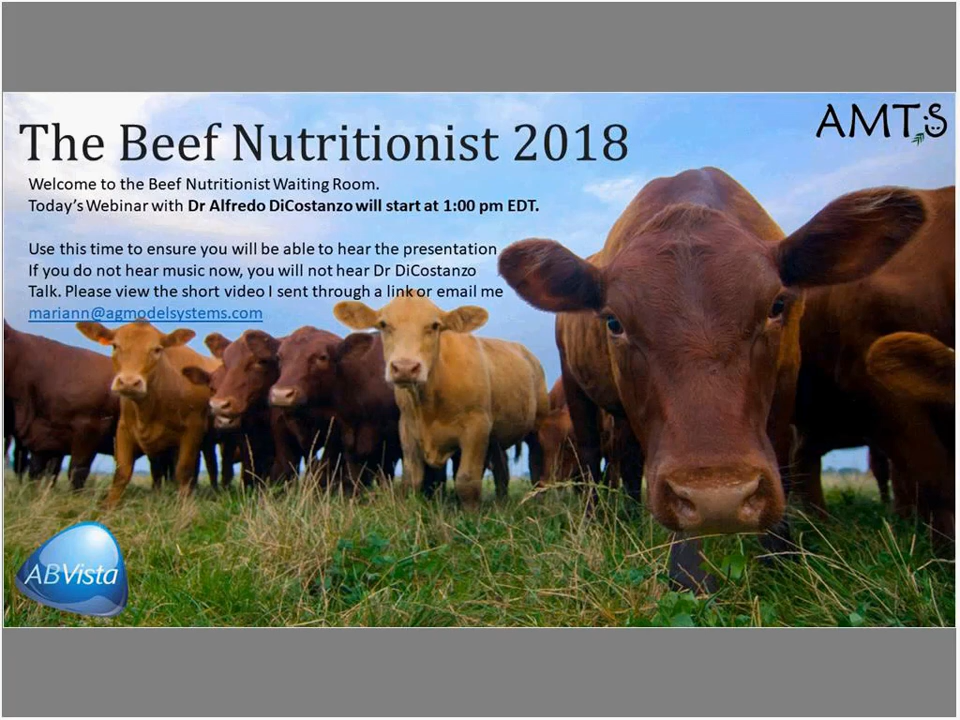 The Beef Nutritionist 2018
AMTS
Welcome to the Beef Nutritionist Waiting Room.
Today's Webinar with Dr Alfredo DiCostanzo will start at 1:00 pm EDT.
Use this time to ensure you will be able to hear the presentation
If you do not hear music now, you will not hear Dr DiCostanzo
Talk. Please view the short video I sent through a link or email me
mariann@agmodelsystems.com
ABVista